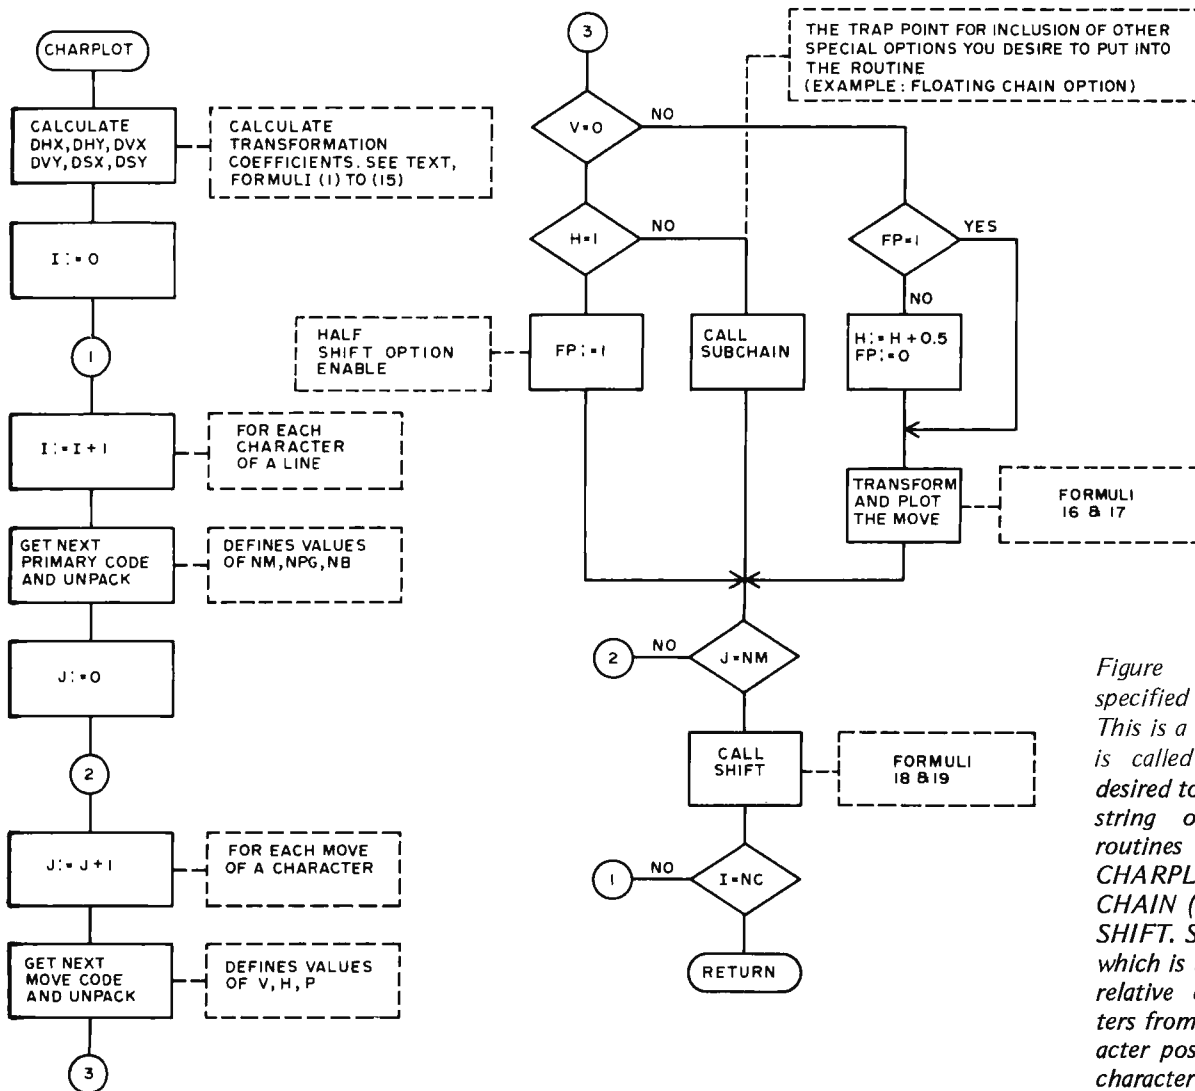 CHARPLOT
CALCULATE
DHX, DHY, DVX
DVY, DSX, DSY
CALCULATE
TRANSFORMATION
COEFFICIENTS. SEE TEXT,
FORMULI (1) TO (15)
I:=0
1
I:=I+1
FOR EACH
CHARACTER
OF A LINE
GET NEXT
PRIMARY CODE
AND UNPACK
DEFINES VALUES
OF NM, NPG, NB
J:=0
2
J:=J+1
FOR EACH MOVE
OF A CHARACTER
GET NEXT
MOVE CODE
AND UNPACK
DEFINES VALUES
OF V, H, P
3
3
THE TRAP POINT FOR INCLUSION OF OTHER
SPECIAL OPTIONS YOU DESIRE TO PUT INTO
THE ROUTINE
(EXAMPLE: FLOATING CHAIN OPTION)
V=0
NO
H=1
NO
FP=1
YES
NO
HALF
SHIFT OPTION
ENABLE
FP:=1
CALL
SUBCHAIN
H:=H+0.5
FP:=0
TRANSFORM
AND PLOT
THE MOVE
FORMULI
16 & 17
2
NO
J=NM
CALL
SHIFT
FORMULI
18 & 19
1
NO
I=NC
RETURN
Figure
specified
This is a
is called
desired to
string o
routines
CHARPL
CHAIN (
SHIFT. S
which is
relative
ters from
acter pos
character